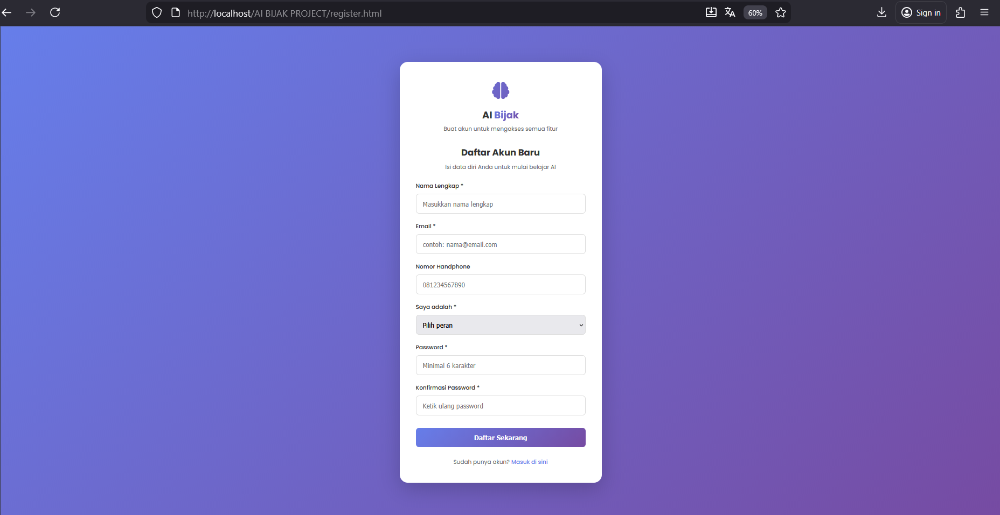 http://localhost/AI BIJAK PROJECT/register.html
60%
Sign in
AI Bijak
Buat akun untuk mengakses semua fitur
Daftar Akun Baru
Isi data diri Anda untuk mulai belajar AI
Nama Lengkap *
Masukkan nama lengkap
Email *
contoh: nama@email.com
Nomor Handphone
081234567890
Saya adalah *
Pilih peran
Password *
Minimal 6 karakter
Konfirmasi Password *
Ketik ulang password
Daftar Sekarang
Sudah punya akun? Masuk di sini